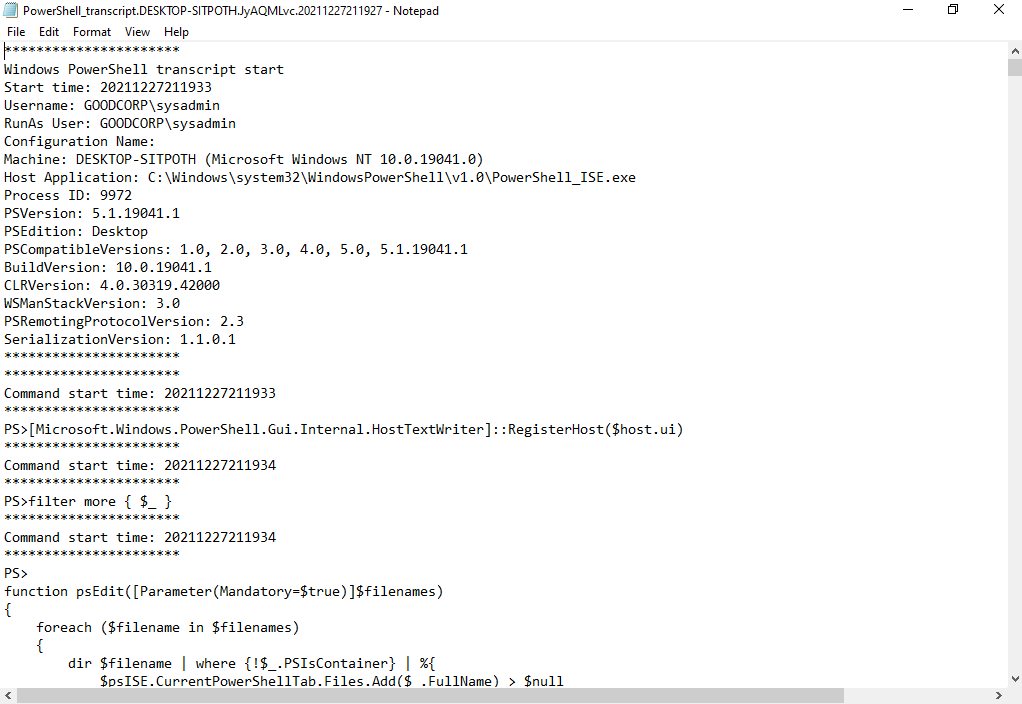 PowerShell_transcript.DESKTOP-SITPOTH.JyAQMLvc.20211227211927 - Notepad
File Edit Format View Help
**********************
Windows PowerShell transcript start
Start time: 20211227211933
Username: GOODCORP\sysadmin
RunAs User: GOODCORP\sysadmin
Configuration Name:
Machine: DESKTOP-SITPOTH (Microsoft Windows NT 10.0.19041.0)
Host Application: C:\Windows\system32\WindowsPowerShell\v1.0\PowerShell_ISE.exe
Process ID: 9972
PSVersion: 5.1.19041.1
PSEdition: Desktop
PSCompatibleVersions: 1.0, 2.0, 3.0, 4.0, 5.0, 5.1.19041.1
BuildVersion: 10.0.19041.1
CLRVersion: 4.0.30319.42000
WSManStackVersion: 3.0
PSRemotingProtocolVersion: 2.3
SerializationVersion: 1.1.0.1
**********************
**********************
Command start time: 20211227211933
**********************
PS>[Microsoft.Windows.PowerShell.Gui.Internal.HostTextWriter]::RegisterHost($host.ui)
**********************
Command start time: 20211227211934
**********************
PS>filter more { $_ }
**********************
Command start time: 20211227211934
**********************
PS>
function psEdit([Parameter(Mandatory=$true)]$filenames)
{
    foreach ($filename in $filenames)
    {
        dir $filename | where {!$_.PSIsContainer} | %{
            $psISE.CurrentPowerShellTab.Files.Add($_.FullName) > $null